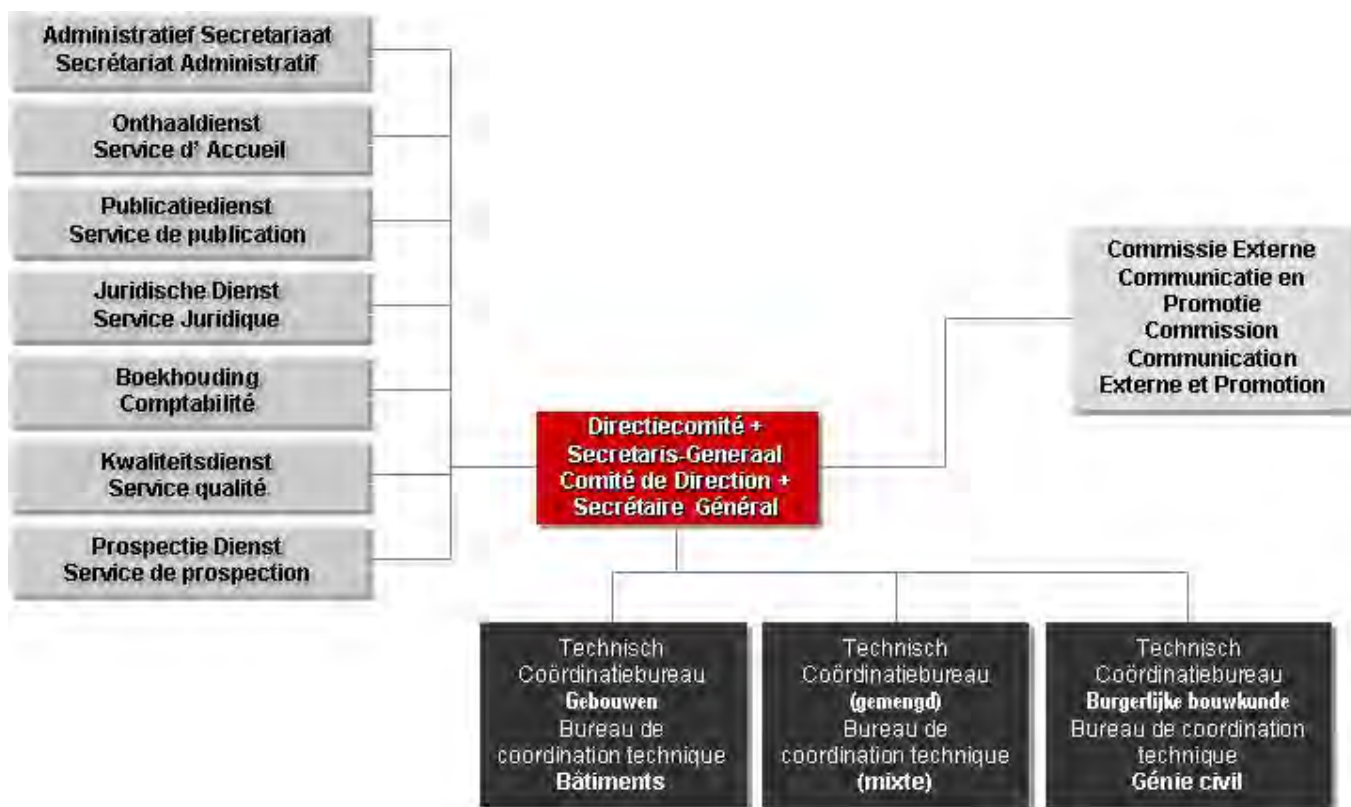 Administratief Secretariaat
Secrétariat Administratif
Onthaaldienst
Service d' Accueil
Publicatiedienst
Service de publication
Juridische Dienst
Service Juridique
Boekhouding
Comptabilité
Kwaliteitsdienst
Service qualité
Prospectie Dienst
Service de prospection
Commissie Externe
Communicatie en
Promotie
Commission
Communication
Externe et Promotion
Directiecomité +
Secretaris-Generaal
Comité de Direction +
Secrétaire Général
Technisch
Coördinatiebureau
Gebouwen
Bureau de
coordination technique
Bâtiments
Technisch
Coördinatiebureau
(gemengd)
Bureau de
coordination technique
(mixte)
Technisch
Coördinatiebureau
Burgerlijke bouwkunde
Bureau de coordination
technique
Génie civil